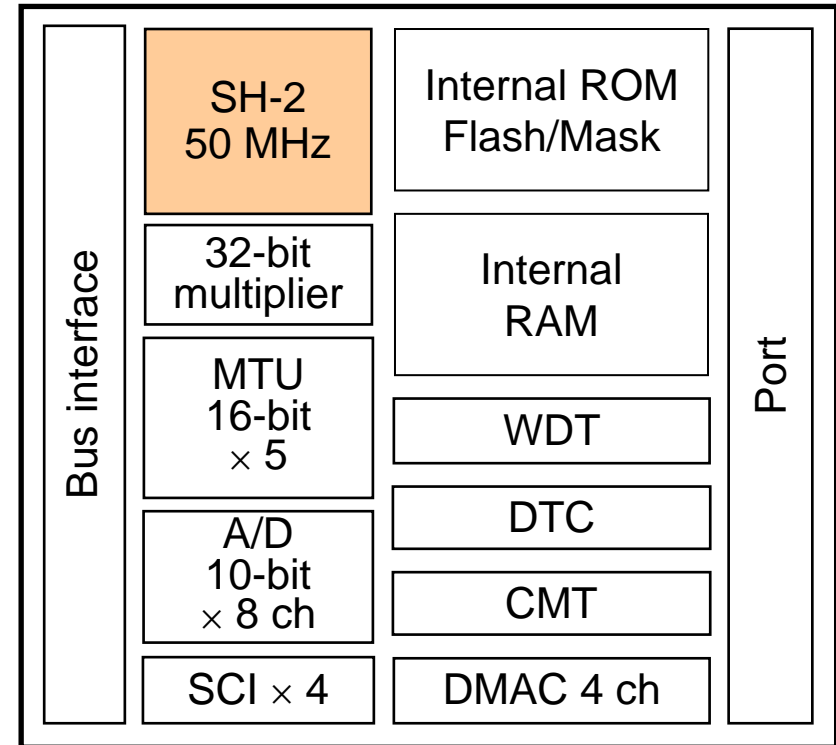 Bus interface
SH-2
50 MHz
32-bit
multiplier
MTU
16-bit
× 5
A/D
10-bit
× 8 ch
SCI × 4
Internal ROM
Flash/Mask
Internal
RAM
WDT
DTC
CMT
DMAC 4 ch
Port